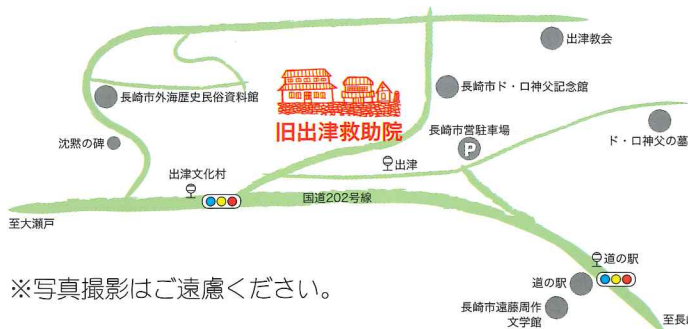 出津教会
長崎市ド・ロ神父記念館
長崎市外海歴史民俗資料館
旧出津救助院
長崎市営駐車場
P
ド・ロ神父の墓
沈黙の碑
出津
出津文化村
国道202号線
至大瀬戸
道の駅
道の駅
長崎市遠藤周作
文学館
至長
※写真撮影はご遠慮ください。